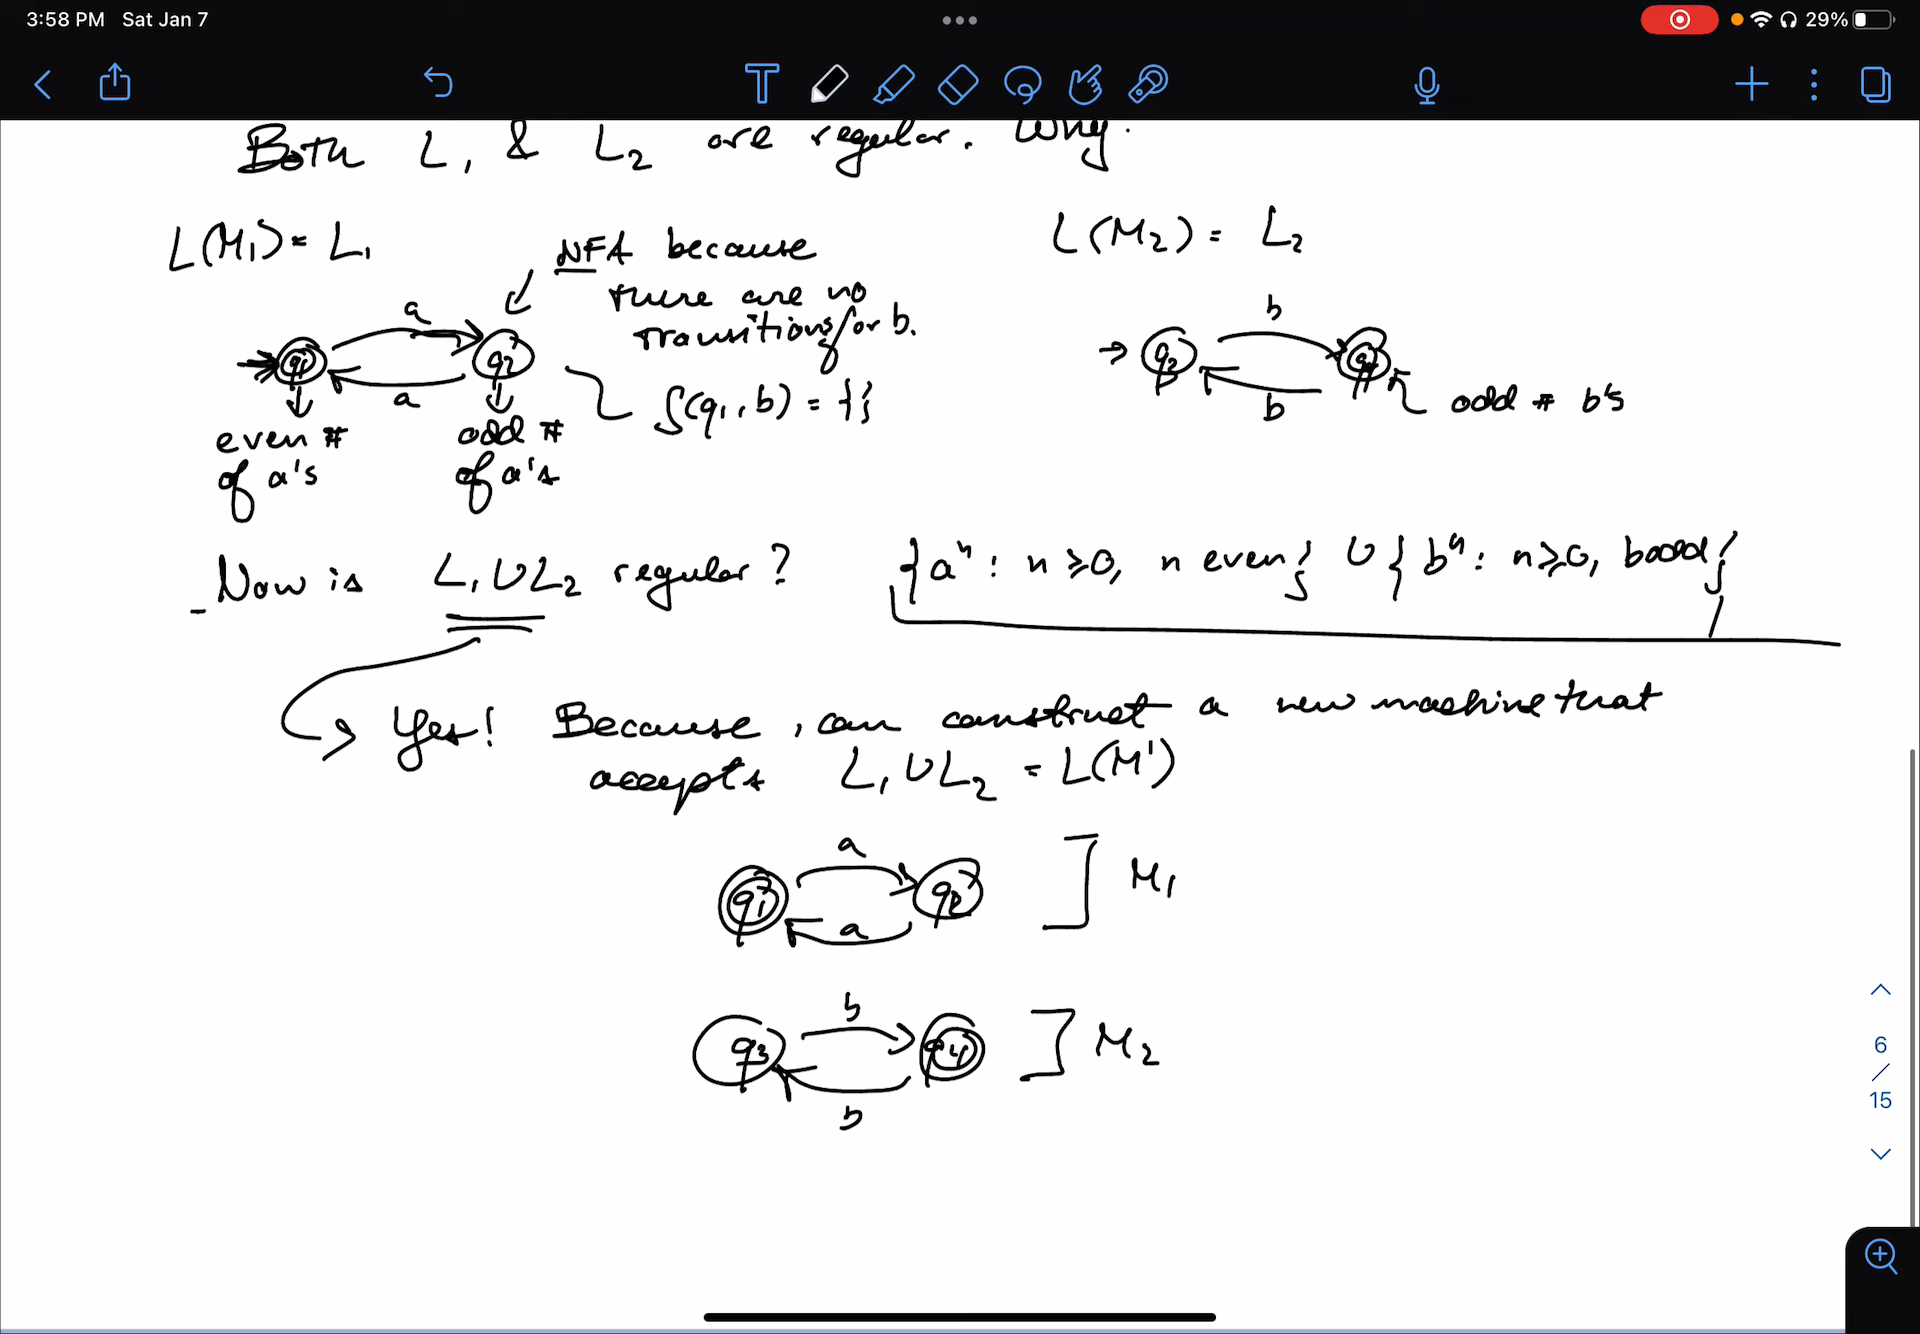 3:58 PM Sat Jan 7
29%
Both L₁ & L₂ are regular. Why.
L(M₁) = L₁
NFA because
there are no
transitions for b.
L(M₂) = L₂
a
q1
q2
a
δ(q₁, b) = {}
b
q3
q4
b
odd # b's
even #
of a's
odd #
of a's
Now is L₁ ∪ L₂ regular?
{aⁿ : n ≥ 0, n even} ∪ {bⁿ : n ≥ 0, odd}
Yes! Because, can construct a new machine that
accepts L₁ ∪ L₂ = L(M')
a
q1
q2
M₁
a
b
q3
q4
M₂
b
6
/
15